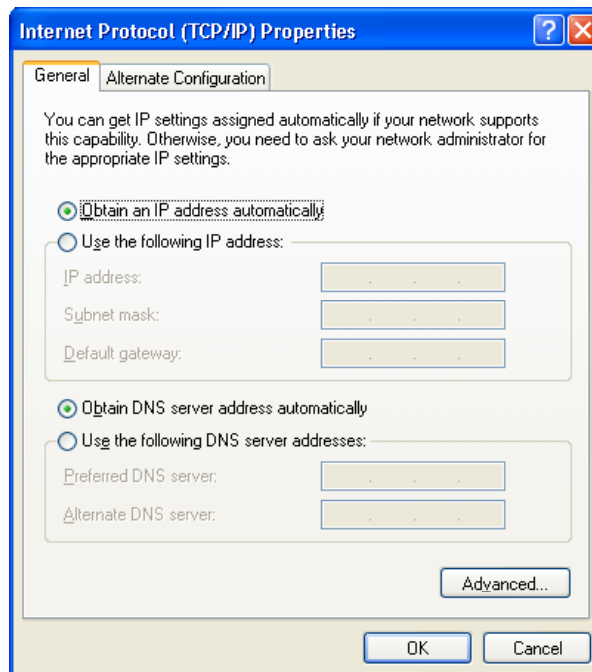 Internet Protocol (TCP/IP) Properties
General
Alternate Configuration
You can get IP settings assigned automatically if your network supports
this capability. Otherwise, you need to ask your network administrator for
the appropriate IP settings.
Obtain an IP address automatically
Use the following IP address:
IP address:
Subnet mask:
Default gateway:
Obtain DNS server address automatically
Use the following DNS server addresses:
Preferred DNS server:
Alternate DNS server:
Advanced...
OK
Cancel